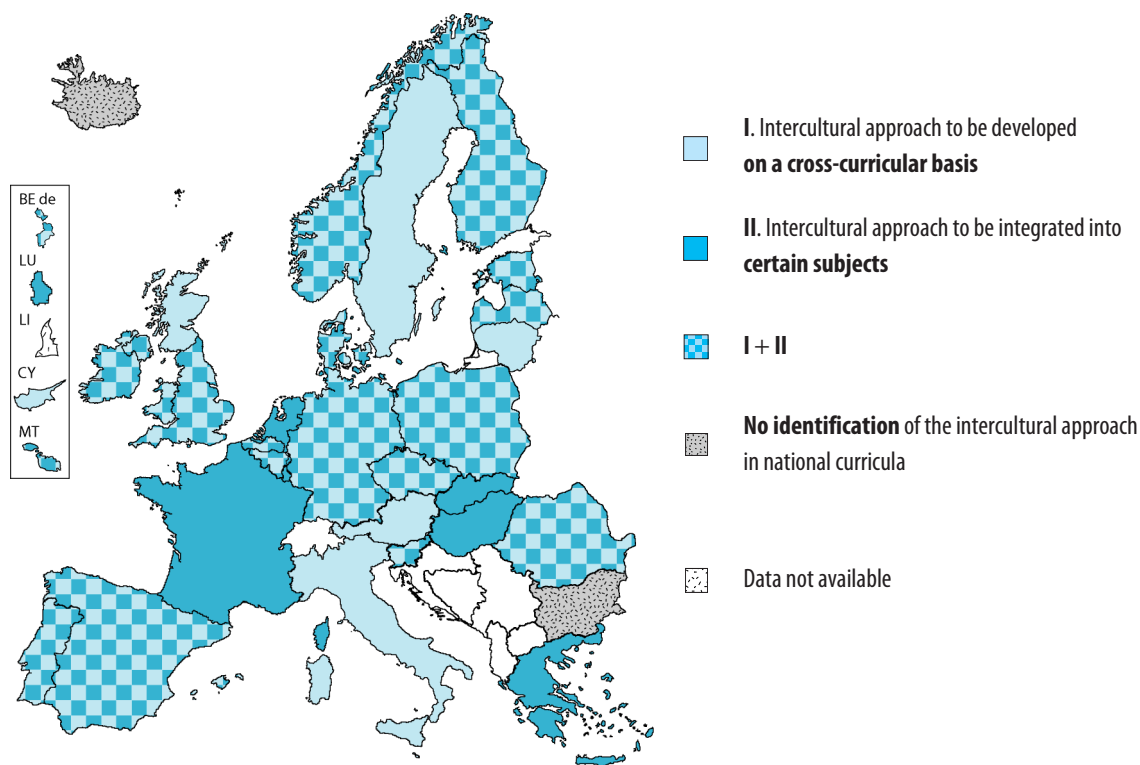 BE de
LU
LI
CY
MT
I. Intercultural approach to be developed
on a cross-curricular basis
II. Intercultural approach to be integrated into
certain subjects
I + II
No identification of the intercultural approach
in national curricula
Data not available